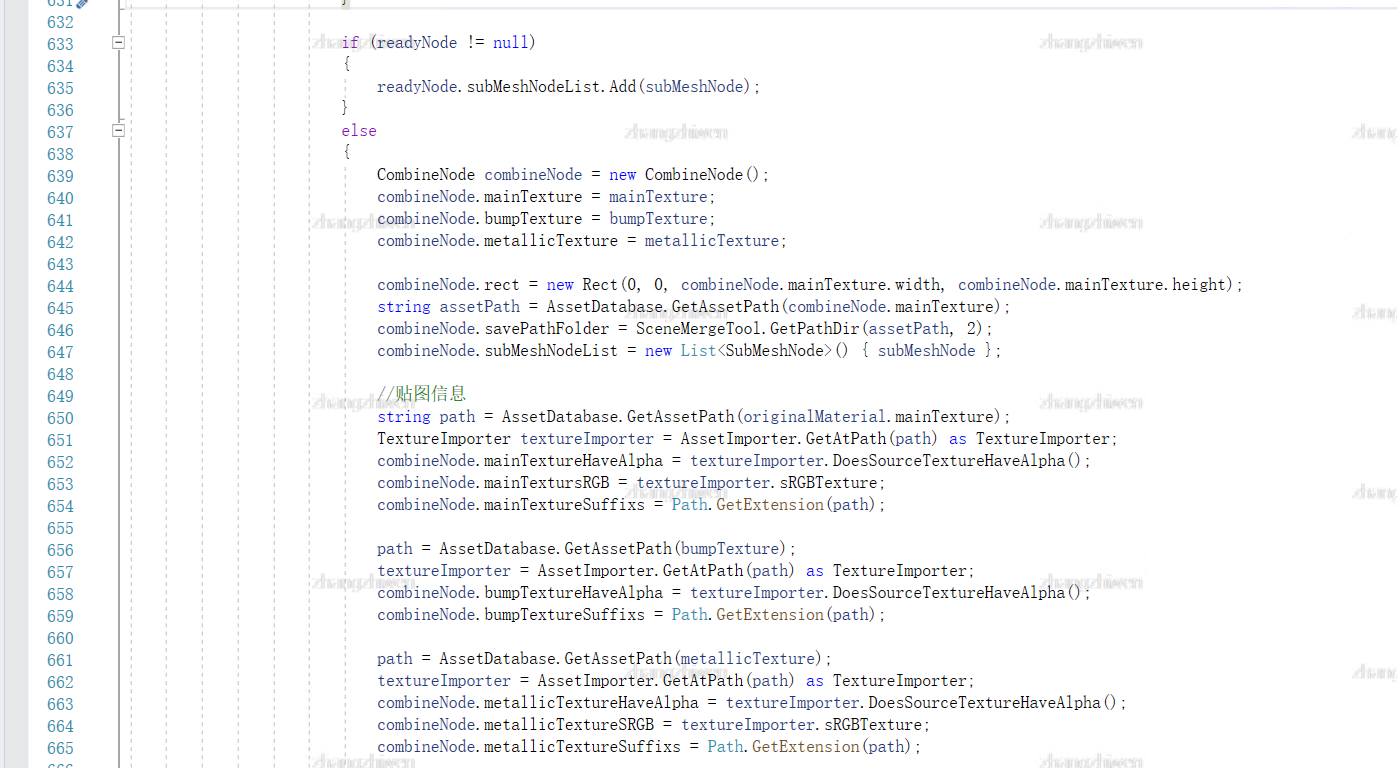 632
633 if (readyNode != null)
634 {
635 readyNode.subMeshNodeList.Add(subMeshNode);
636 }
637 else
638 {
639 CombineNode combineNode = new CombineNode();
640 combineNode.mainTexture = mainTexture;
641 combineNode.bumpTexture = bumpTexture;
642 combineNode.metallicTexture = metallicTexture;
643
644 combineNode.rect = new Rect(0, 0, combineNode.mainTexture.width, combineNode.mainTexture.height);
645 string assetPath = AssetDatabase.GetAssetPath(combineNode.mainTexture);
646 combineNode.savePathFolder = SceneMergeTool.GetPathDir(assetPath, 2);
647 combineNode.subMeshNodeList = new List<SubMeshNode>() { subMeshNode };
648
649 //贴图信息
650 string path = AssetDatabase.GetAssetPath(originalMaterial.mainTexture);
651 TextureImporter textureImporter = AssetImporter.GetAtPath(path) as TextureImporter;
652 combineNode.mainTextureHaveAlpha = textureImporter.DoesSourceTextureHaveAlpha();
653 combineNode.mainTextursRGB = textureImporter.sRGBTexture;
654 combineNode.mainTextureSuffixs = Path.GetExtension(path);
655
656 path = AssetDatabase.GetAssetPath(bumpTexture);
657 textureImporter = AssetImporter.GetAtPath(path) as TextureImporter;
658 combineNode.bumpTextureHaveAlpha = textureImporter.DoesSourceTextureHaveAlpha();
659 combineNode.bumpTextureSuffixs = Path.GetExtension(path);
660
661 path = AssetDatabase.GetAssetPath(metallicTexture);
662 textureImporter = AssetImporter.GetAtPath(path) as TextureImporter;
663 combineNode.metallicTextureHaveAlpha = textureImporter.DoesSourceTextureHaveAlpha();
664 combineNode.metallicTextureSRGB = textureImporter.sRGBTexture;
665 combineNode.metallicTextureSuffixs = Path.GetExtension(path);
zhangzhiwen